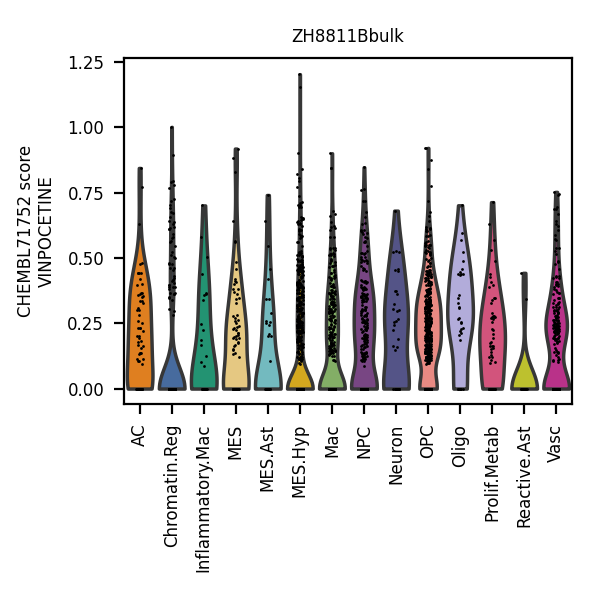 ZH8811Bbulk
CHEMBL71752 score
VINPOCETINE
1.25
1.00
0.75
0.50
0.25
0.00
AC
Chromatin.Reg
Inflammatory.Mac
MES
MES.Ast
MES.Hyp
Mac
NPC
Neuron
OPC
Oligo
Prolif.Metab
Reactive.Ast
Vasc